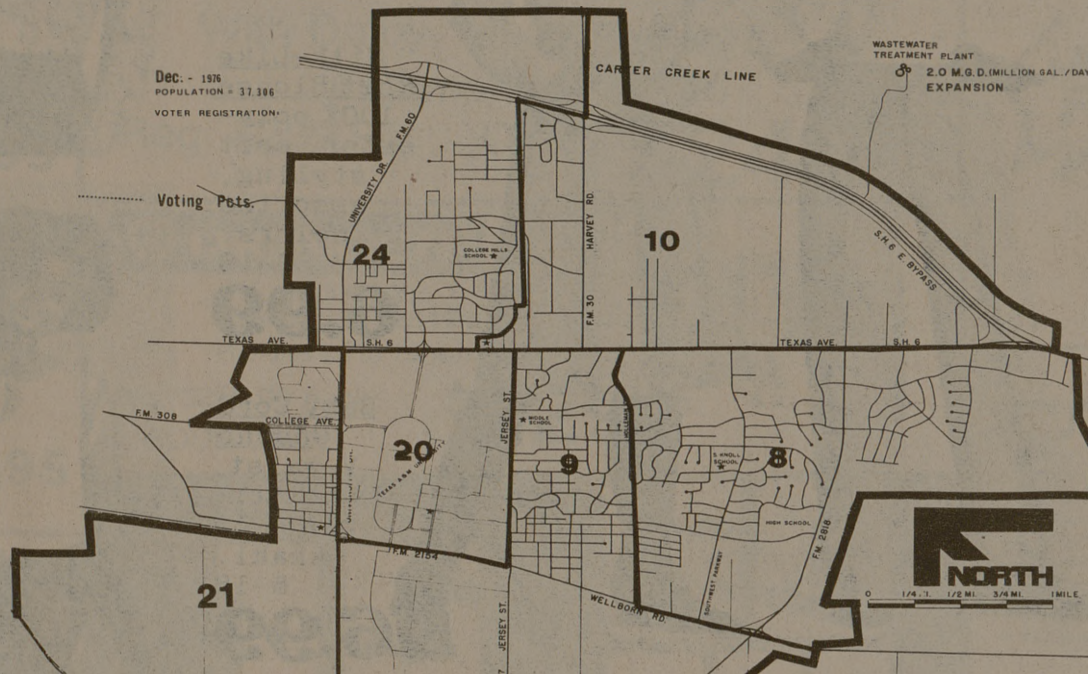 Dec. - 1976
POPULATION = 37,306
VOTER REGISTRATION·
Voting Pcts.
CARTER CREEK LINE
WASTEWATER
TREATMENT PLANT
2.0 M.G.D. (MILLION GAL./DAY
EXPANSION
F.M. 60
UNIVERSITY DR
24
COLLEGE HILLS
SCHOOL
HARVEY RD.
F.M. 30
10
S.H. 6 E. BYPASS
TEXAS AVE.
S.H. 6
TEXAS AVE.
S.H. 6
F.M. 308
COLLEGE AVE.
20
TEXAS A&M
JERSEY ST.
MIDDLE
SCHOOL
9
HOLLEMAN
S. KNOLL
SCHOOL
8
HIGH SCHOOL
F.M. 2818
F.M. 2154
21
JERSEY ST.
WELLBORN RD.
SOUTHWEST PARKWAY
NORTH
0 1/4 1/2 MI. 3/4 MI. 1 MILE